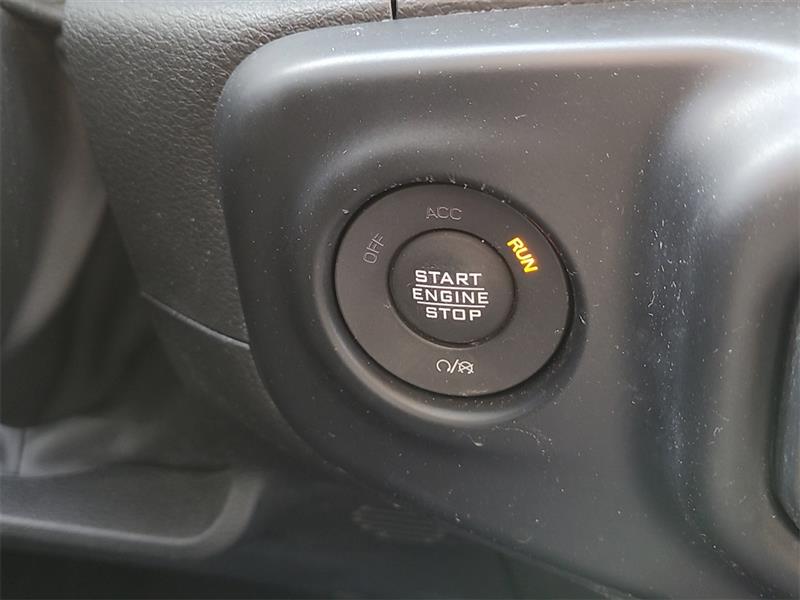 ACC
OFF
RUN
START
ENGINE
STOP